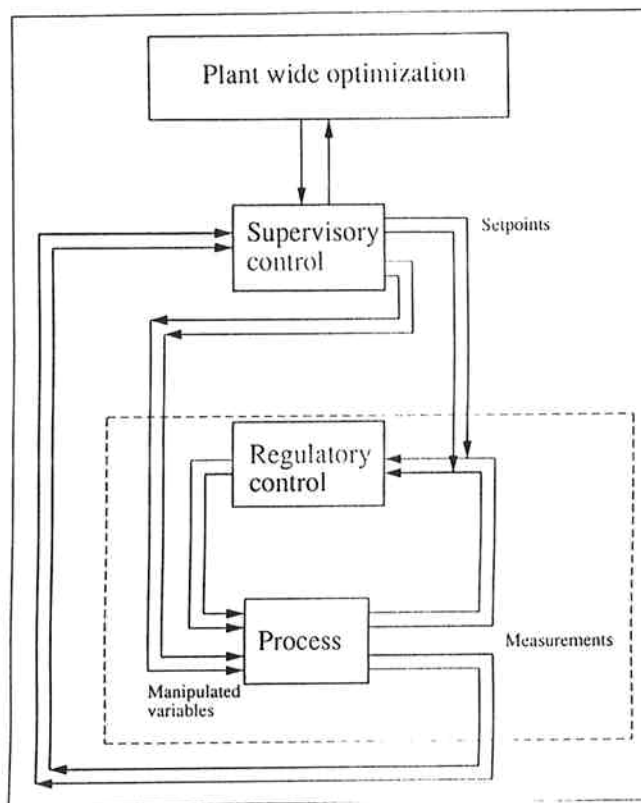 Plant wide optimization
Supervisory
control
Setpoints
Regulatory
control
Process
Measurements
Manipulated
variables